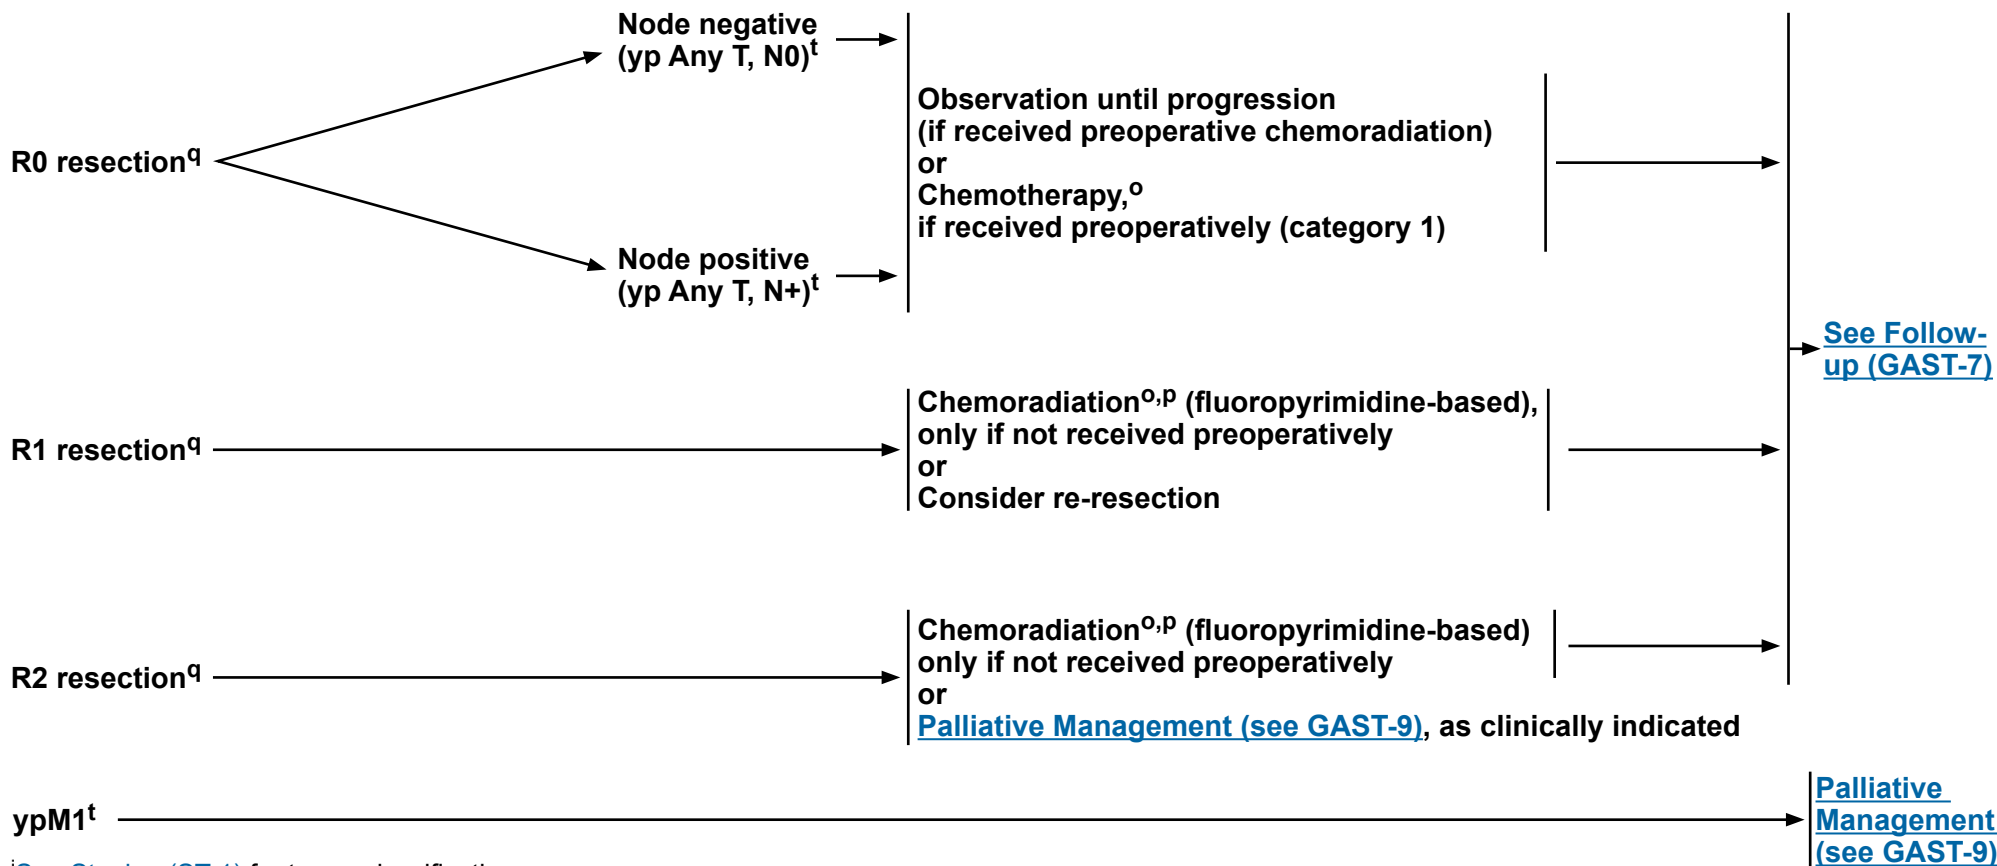 Node negative
(yp Any T, N0)t
Observation until progression
(if received preoperative chemoradiation)
or
Chemotherapy,o
if received preoperatively (category 1)
R0 resectionq
Node positive
(yp Any T, N+)t
See Follow-
up (GAST-7)
Chemoradiationo,p (fluoropyrimidine-based),
only if not received preoperatively
or
Consider re-resection
R1 resectionq
Chemoradiationo,p (fluoropyrimidine-based)
only if not received preoperatively
or
Palliative Management (see GAST-9), as clinically indicated
R2 resectionq
ypM1t
Palliative
Management
(see GAST-9)